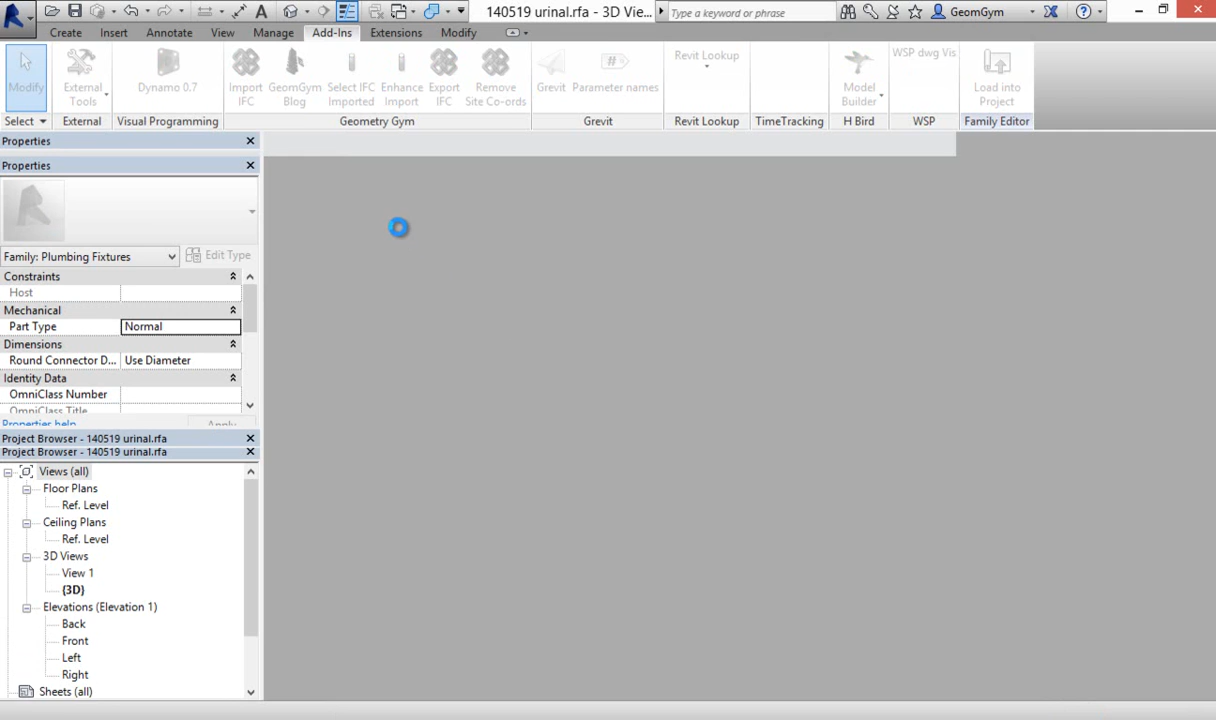 140519 urinal.rfa - 3D Vie...
Type a keyword or phrase
GeomGym
Create Insert Annotate View Manage Add-Ins Extensions Modify
Modify
External Tools
Dynamo 0.7
Import IFC
GeomGym Blog
Select IFC Imported
Enhance Import
Export IFC
Remove Site Co-ords
Grevit
Parameter names
Revit Lookup
Model Builder
WSP dwg Vis
Load into Project
Select External Visual Programming Geometry Gym Grevit Revit Lookup TimeTracking H Bird WSP Family Editor
Properties
Properties
Family: Plumbing Fixtures
Edit Type
Constraints
Host
Mechanical
Part Type Normal
Dimensions
Round Connector D... Use Diameter
Identity Data
OmniClass Number
OmniClass Title
Properties help
Apply
Project Browser - 140519 urinal.rfa
Project Browser - 140519 urinal.rfa
Views (all)
Floor Plans
Ref. Level
Ceiling Plans
Ref. Level
3D Views
View 1
{3D}
Elevations (Elevation 1)
Back
Front
Left
Right
Sheets (all)